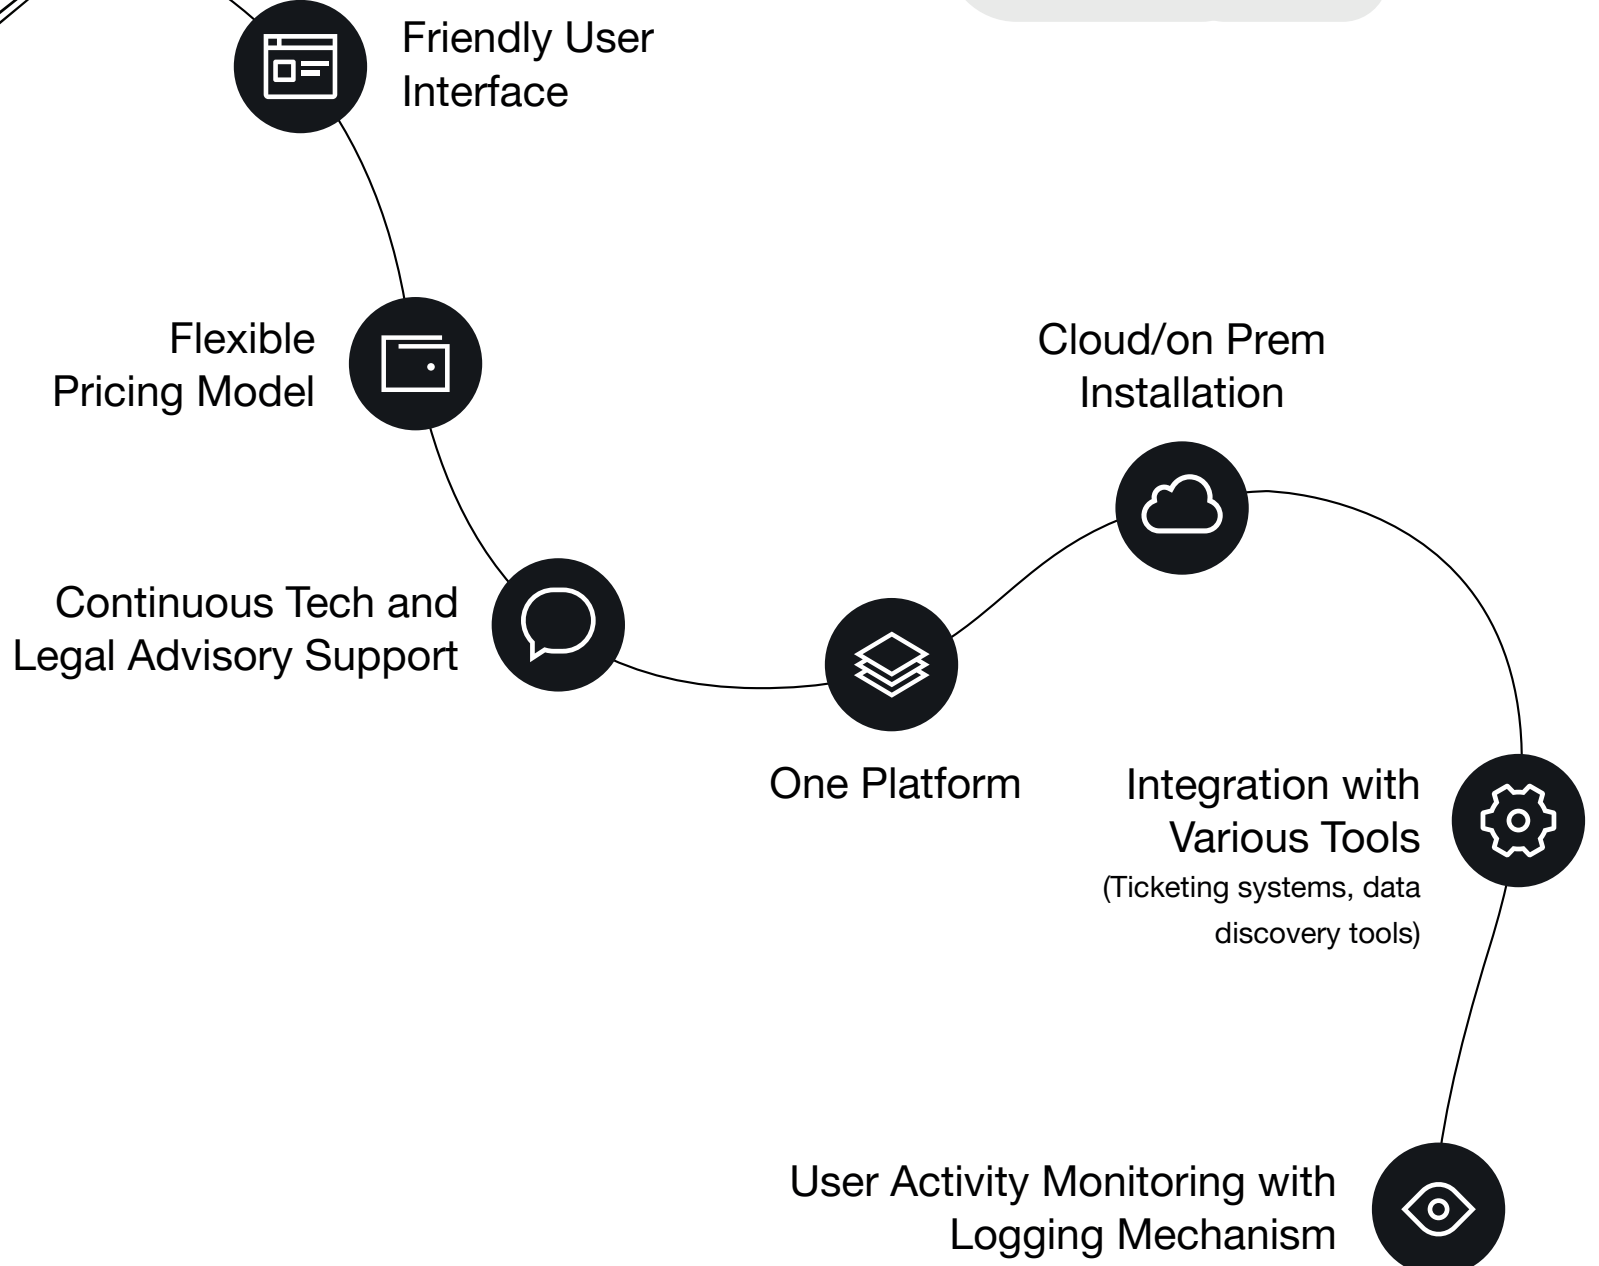 Friendly User
Interface
Flexible
Pricing Model
Cloud/on Prem
Installation
Continuous Tech and
Legal Advisory Support
One Platform
Integration with
Various Tools
(Ticketing systems, data
discovery tools)
User Activity Monitoring with
Logging Mechanism